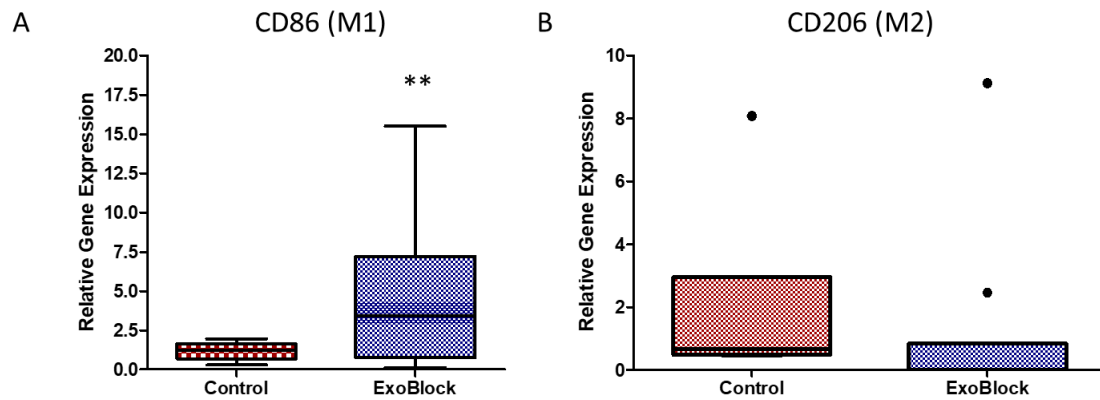 A
CD86 (M1)
Relative Gene Expression
20.0
17.5
15.0
12.5
10.0
7.5
5.0
2.5
0.0
**
Control
ExoBlock
B
CD206 (M2)
Relative Gene Expression
10
8
6
4
2
0
Control
ExoBlock